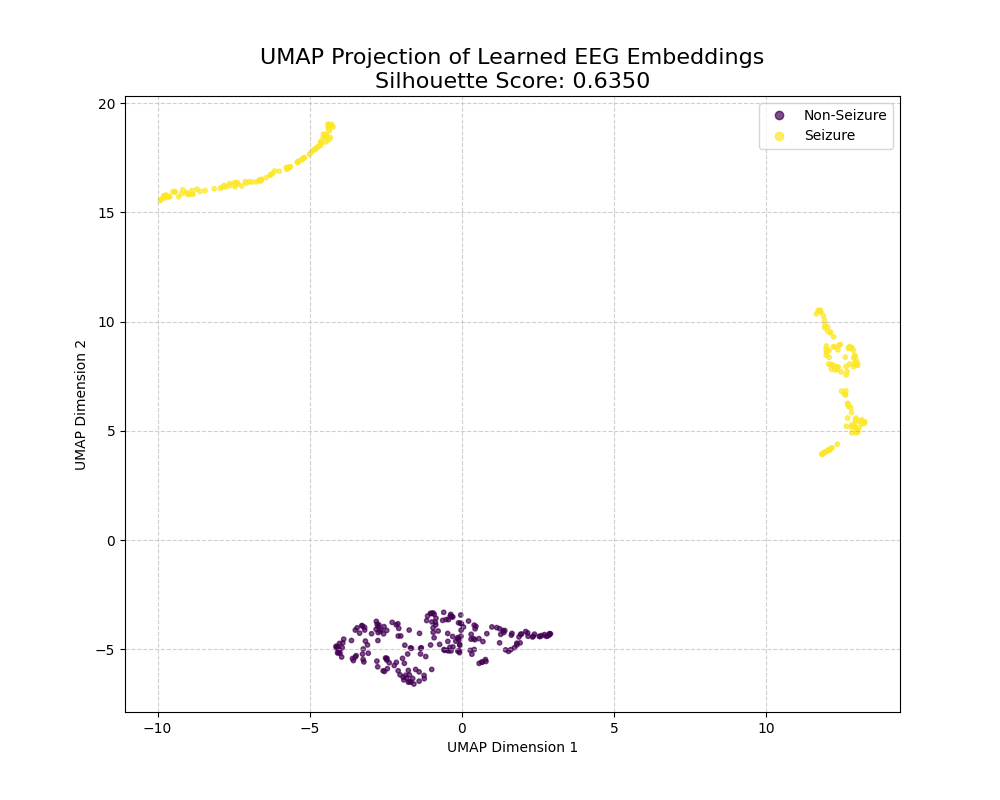 UMAP Projection of Learned EEG Embeddings
Silhouette Score: 0.6350
Non-Seizure
Seizure
20
15
10
5
0
−5
UMAP Dimension 2
−10
−5
0
5
10
UMAP Dimension 1